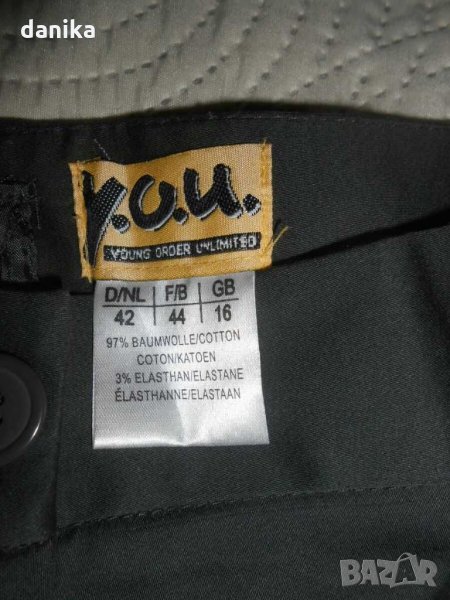 danika
y.o.u.
YOUNG ORDER UNLIMITED
D/NL F/B GB
42 44 16
97% BAUMWOLLE/COTTON
COTON/KATOEN
3% ELASTHAN/ELASTANE
ÉLASTHANNE/ELASTAAN
BAZAR